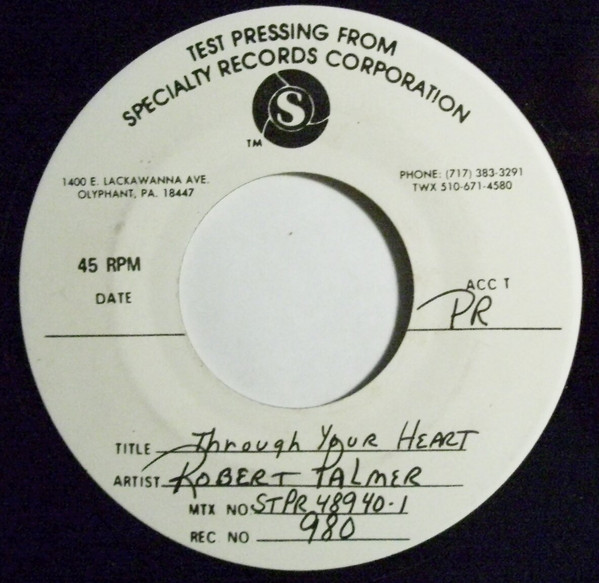 TEST PRESSING FROM
SPECIALTY RECORDS CORPORATION
S
TM
1400 E. LACKAWANNA AVE.
OLYPHANT, PA. 18447
PHONE: (717) 383-3291
TWX 510-671-4580
45 RPM
DATE
ACCT
PR
TITLE Through Your HEART
ARTIST ROBERT PALMER
MTX NO STPR 48940-1
REC NO 980